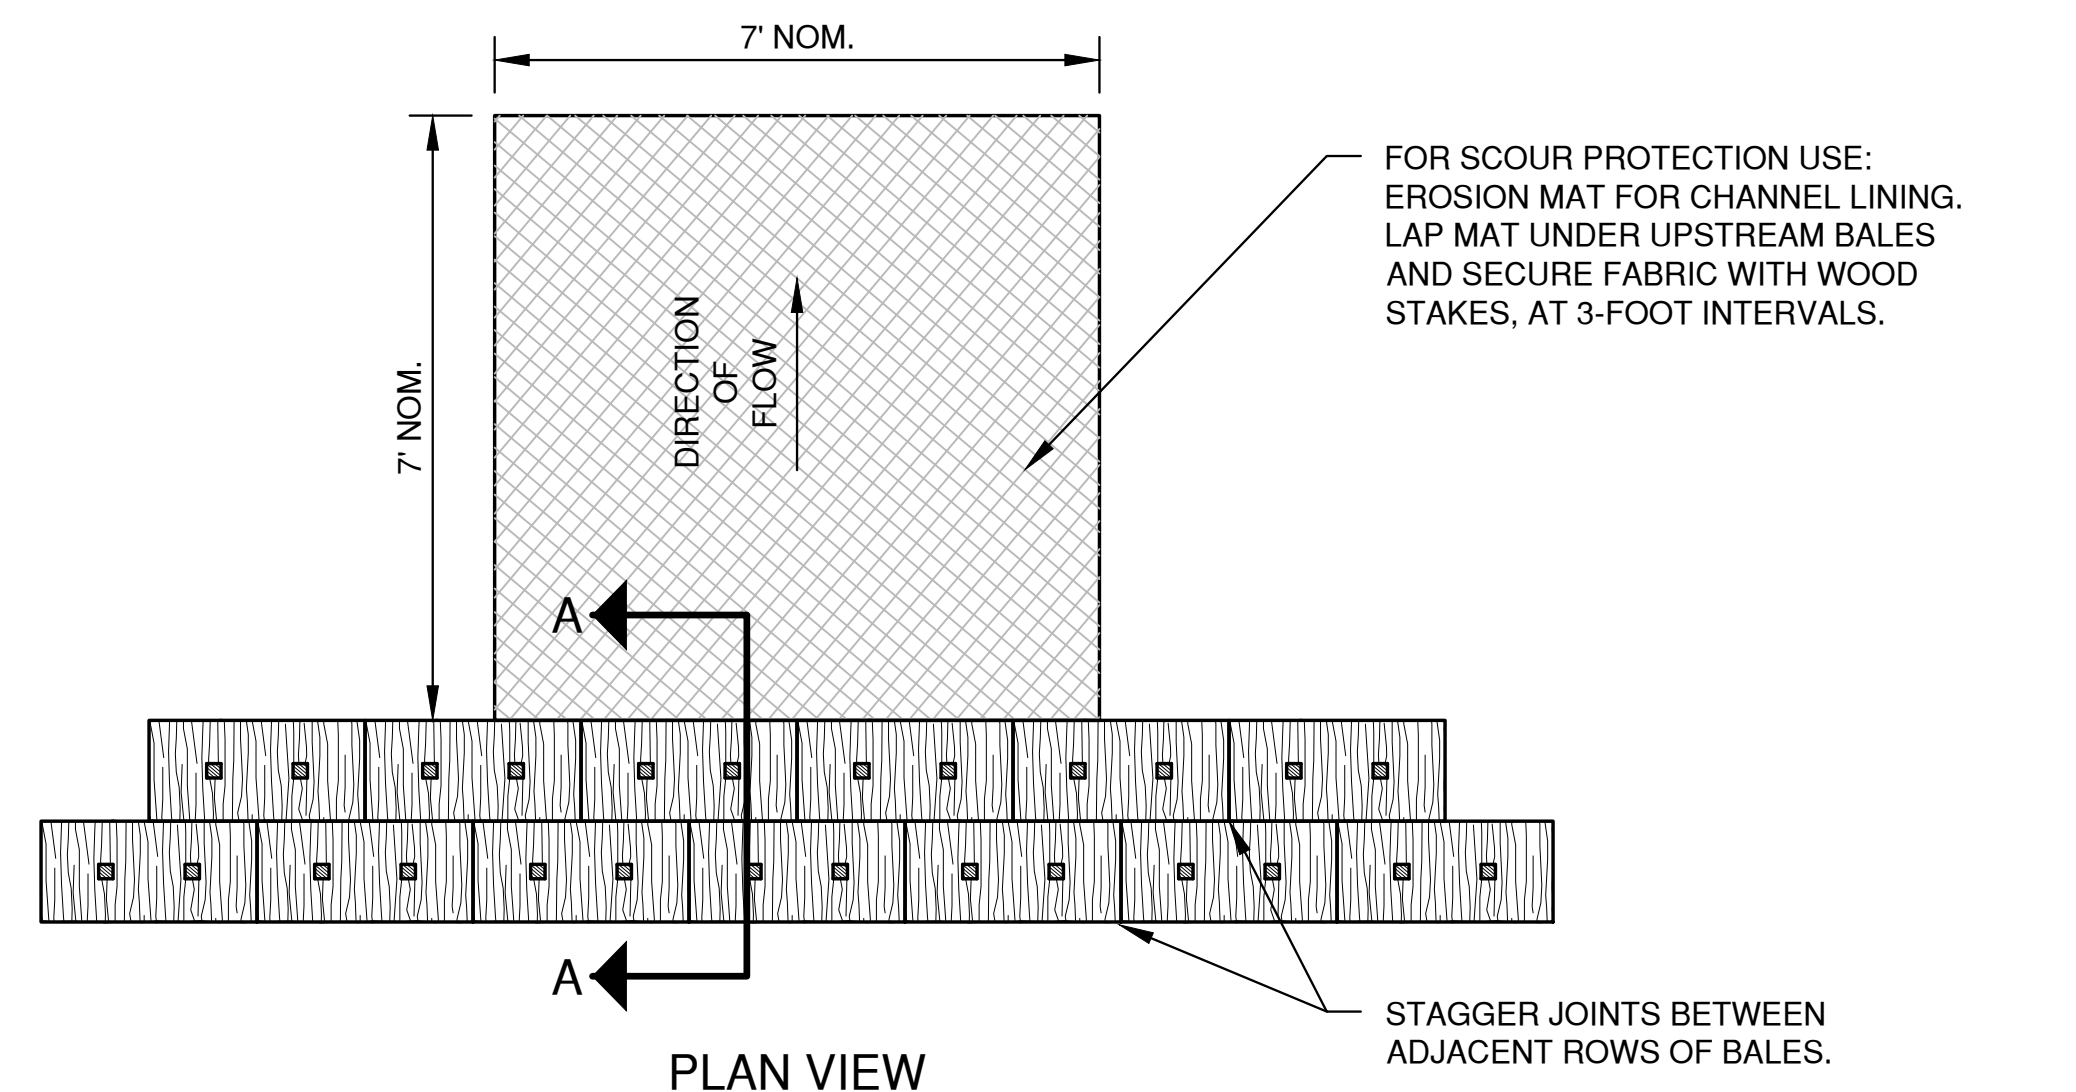 7' NOM.
FOR SCOUR PROTECTION USE:
EROSION MAT FOR CHANNEL LINING.
LAP MAT UNDER UPSTREAM BALES
AND SECURE FABRIC WITH WOOD
STAKES, AT 3-FOOT INTERVALS.
7' NOM.
DIRECTION
OF
FLOW
A
A
STAGGER JOINTS BETWEEN
ADJACENT ROWS OF BALES.
PLAN VIEW